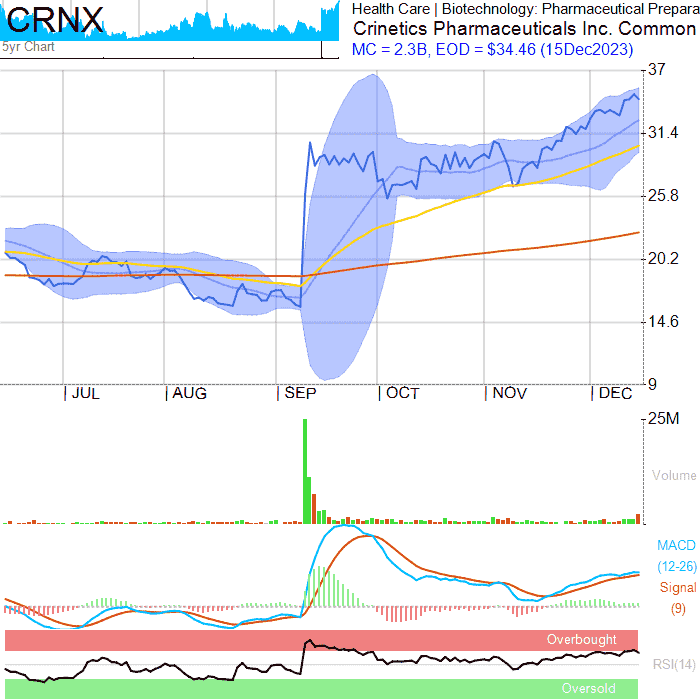 CRNX
Health Care | Biotechnology: Pharmaceutical Prepara
Crinetics Pharmaceuticals Inc. Common
5yr Chart
MC = 2.3B, EOD = $34.46 (15Dec2023)
37
31.4
25.8
20.2
14.6
9
JUL AUG SEP OCT NOV DEC
25M
Volume
MACD
(12-26)
Signal
(9)
Overbought
RSI(14)
Oversold